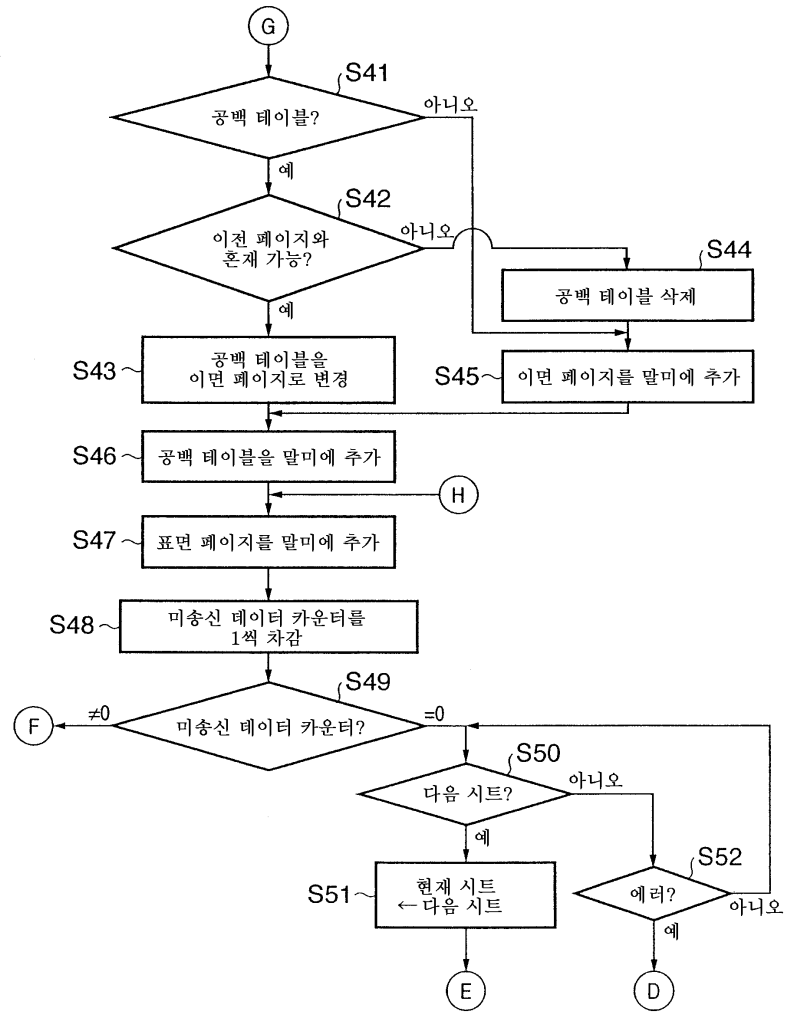 G
S41
공백 테이블?
아니오
예
S42
이전 페이지와
혼재 가능?
아니오
예
S44
공백 테이블 삭제
S43
공백 테이블을
이면 페이지로 변경
S45
이면 페이지를 말미에 추가
S46
공백 테이블을 말미에 추가
H
S47
표면 페이지를 말미에 추가
S48
미송신 데이터 카운터를
1씩 차감
S49
F
≠0
미송신 데이터 카운터?
=0
S50
다음 시트?
아니오
예
S51
현재 시트
←다음 시트
S52
에러?
아니오
예
E
D